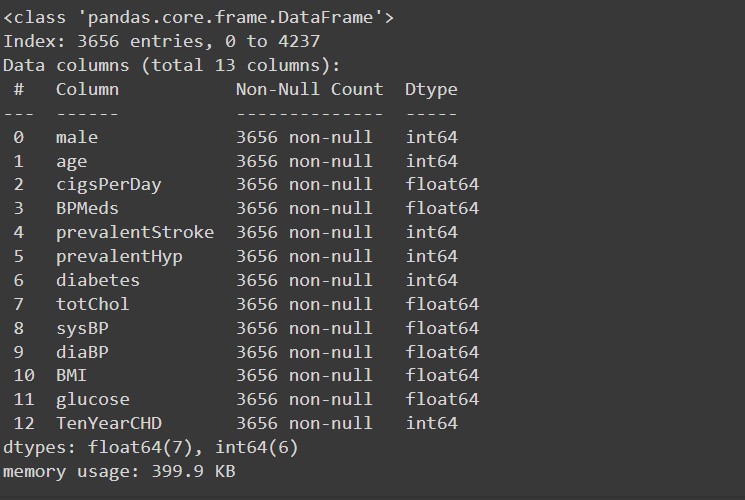 <class 'pandas.core.frame.DataFrame'>
Index: 3656 entries, 0 to 4237
Data columns (total 13 columns):
 #   Column           Non-Null Count  Dtype
---  ------           --------------  -----
 0   male             3656 non-null   int64
 1   age              3656 non-null   int64
 2   cigsPerDay       3656 non-null   float64
 3   BPMeds           3656 non-null   float64
 4   prevalentStroke  3656 non-null   int64
 5   prevalentHyp     3656 non-null   int64
 6   diabetes         3656 non-null   int64
 7   totChol          3656 non-null   float64
 8   sysBP            3656 non-null   float64
 9   diaBP            3656 non-null   float64
 10  BMI              3656 non-null   float64
 11  glucose          3656 non-null   float64
 12  TenYearCHD       3656 non-null   int64
dtypes: float64(7), int64(6)
memory usage: 399.9 KB